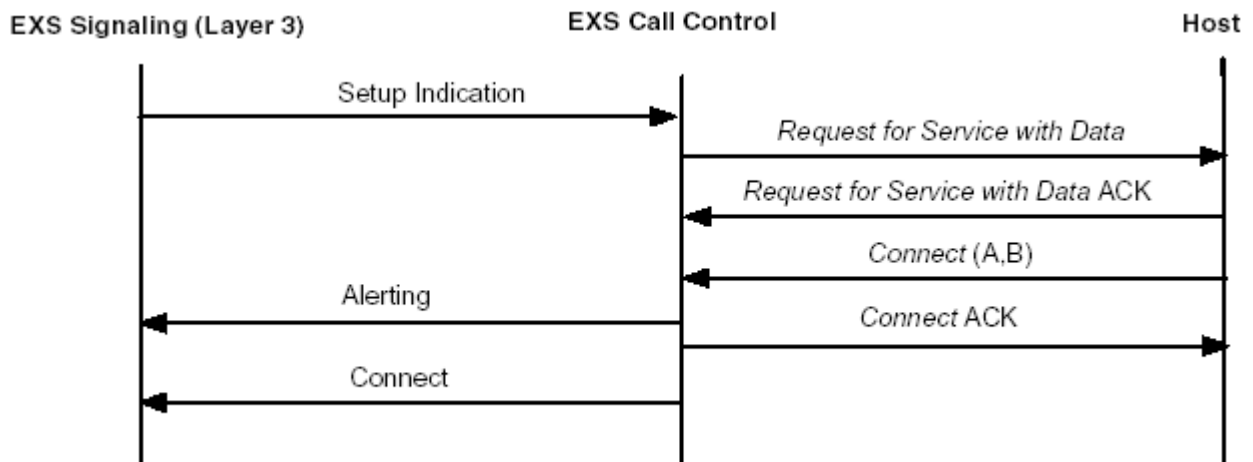 EXS Signaling (Layer 3)
EXS Call Control
Host
Setup Indication
Request for Service with Data
Request for Service with Data ACK
Connect (A,B)
Alerting
Connect ACK
Connect